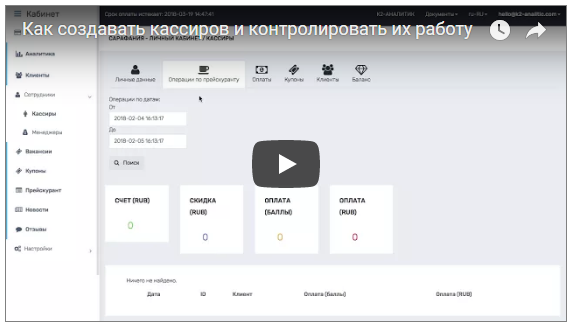 Кабинет
Срок оплаты истекает: 2018-03-19 14:47:41
К2-АНАЛИТИК
Документы
ru-RU
hello@k2-analitic.com
Как создавать кассиров и контролировать их работу
САРАФАНИЯ - ЛИЧНЫЙ КАБИНЕТ / КАССИРЫ
Аналитика
Клиенты
Сотрудники
Кассиры
Менеджеры
Вакансии
Купоны
Прейскурант
Новости
Отзывы
Настройки
Личные данные
Операции по прейскуранту
Оплаты
Купоны
Клиенты
Баланс
Операции по датам:
От
2018-02-04 16:13:17
До
2018-02-05 16:13:17
Поиск
СЧЕТ (RUB)
0
СКИДКА (RUB)
0
ОПЛАТА (БАЛЛЫ)
0
ОПЛАТА (RUB)
0
Ничего не найдено.
Дата
ID
Клиент
Оплата (баллы)
Оплата (RUB)